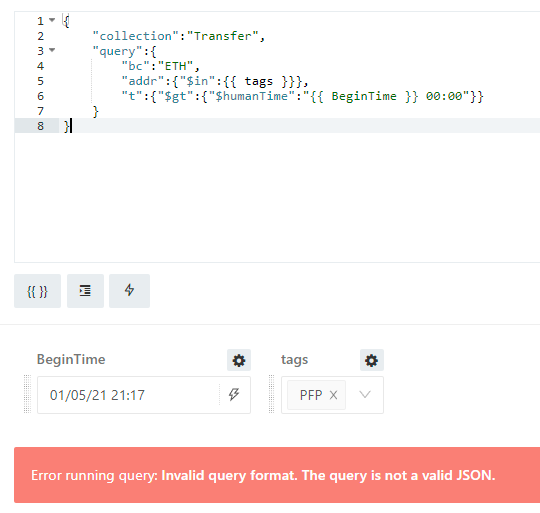 1 {
2 "collection":"Transfer",
3 "query":{
4 "bc":"ETH",
5 "addr":{"$in":{{ tags }}},
6 "t":{"$gt":{"$humanTime":"{{ BeginTime }} 00:00"}}
7 }
8 }
{{ }}
BeginTime tags
01/05/21 21:17 PFP X
Error running query: Invalid query format. The query is not a valid JSON.